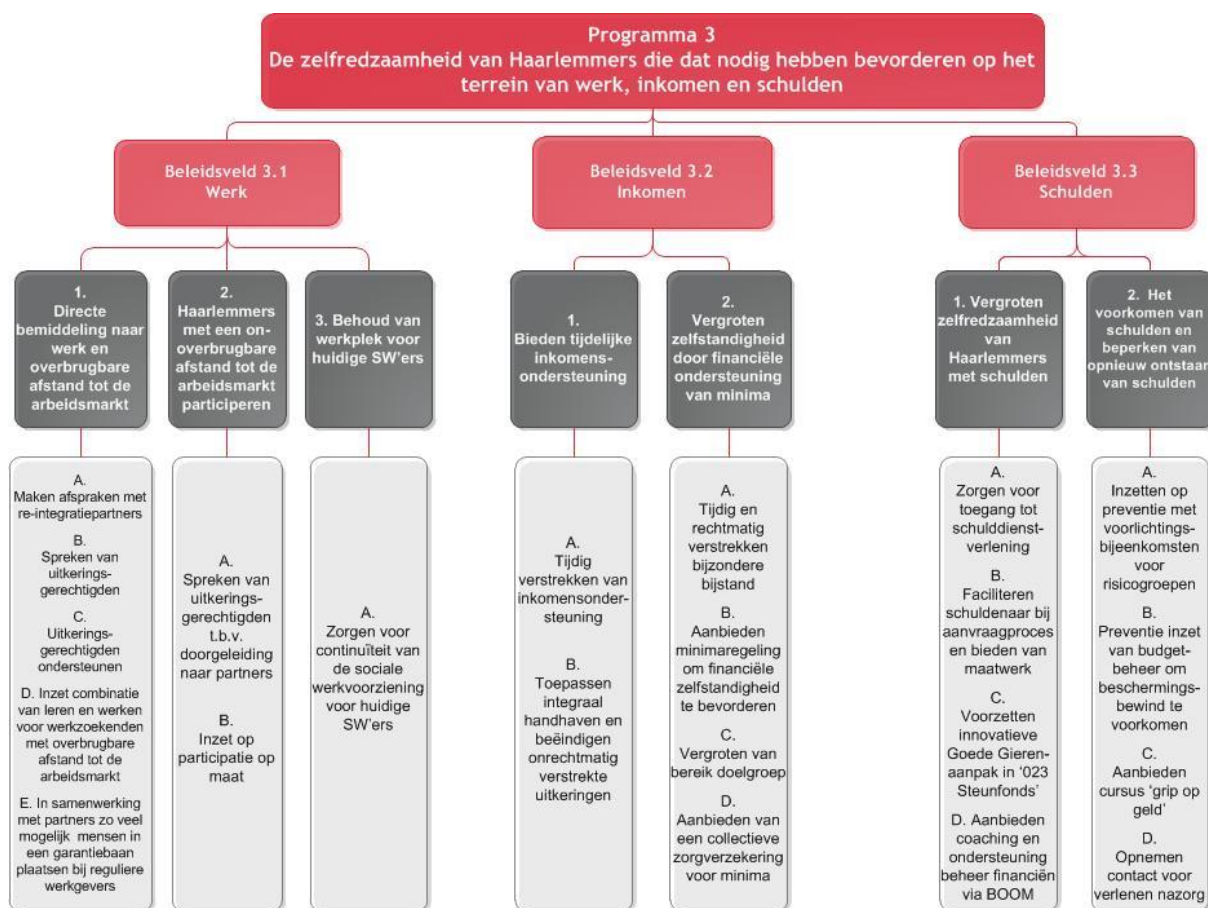 Programma 3
De zelfredzaamheid van Haarlemmers die dat nodig hebben bevorderen op het
terrein van werk, inkomen en schulden
Beleidsveld 3.1
Werk
Beleidsveld 3.2
Inkomen
Beleidsveld 3.3
Schulden
1.
Directe
bemiddeling naar
werk en
overbrugbare
afstand tot de
arbeidsmarkt
2.
Haarlemmers
met een on-
overbrugbare
afstand tot de
arbeidsmarkt
participeren
3. Behoud van
werkplek voor
huidige SW'ers
1.
Bieden tijdelijke
inkomens-
ondersteuning
2.
Vergroten
zelfstandigheid
door financiële
ondersteuning
van minima
1. Vergroten
zelfredzaamheid
van
Haarlemmers
met schulden
2. Het
voorkomen van
schulden en
beperken van
opnieuw ontstaan
van schulden
A.
Maken afspraken met
re-integratiepartners
B.
Spreken van
uitkerings-
gerechtigden
C.
Uitkerings-
gerechtigden
ondersteunen
D. Inzet combinatie
van leren en werken
voor werkzoekenden
met overbrugbare
afstand tot de
arbeidsmarkt
E. In samenwerking
met partners zo veel
mogelijk mensen in
een garantiebaan
plaatsen bij reguliere
werkgevers
A.
Spreken van
uitkerings-
gerechtigden
t.b.v.
doorgeleiding
naar partners
B.
Inzet op
participatie op
maat
A.
Zorgen voor
continuïteit van
de sociale
werkvoorziening
voor huidige
SW'ers
A.
Tijdig
verstrekken van
inkomensonder-
steuning
B.
Toepassen
integraal
handhaven en
beëindigen
onrechtmatig
verstrekte
uitkeringen
A.
Tijdig en
rechtmatig
verstrekken
bijzondere
bijstand
B.
Aanbieden
minimaregeling
om financiële
zelfstandigheid
te bevorderen
C.
Vergroten van
bereik doelgroep
D.
Aanbieden van
een collectieve
zorgverzekering
voor minima
A.
Zorgen voor
toegang tot
schulddienst-
verlening
B.
Faciliteren
schuldenaar bij
aanvraagproces
en bieden van
maatwerk
C.
Voorzetten
innovatieve
Goede Gieren-
aanpak in ‘023
Steunfonds’
D. Aanbieden
coaching en
ondersteuning
beheer financiën
via BOOM
A.
Inzetten op
preventie met
voorlichtings-
bijeenkomsten
voor
risicogroepen
B.
Preventie inzet
van budget-
beheer om
beschermings-
bewind te
voorkomen
C.
Aanbieden
cursus ‘grip op
geld’
D.
Opnemen
contact voor
verlenen nazorg